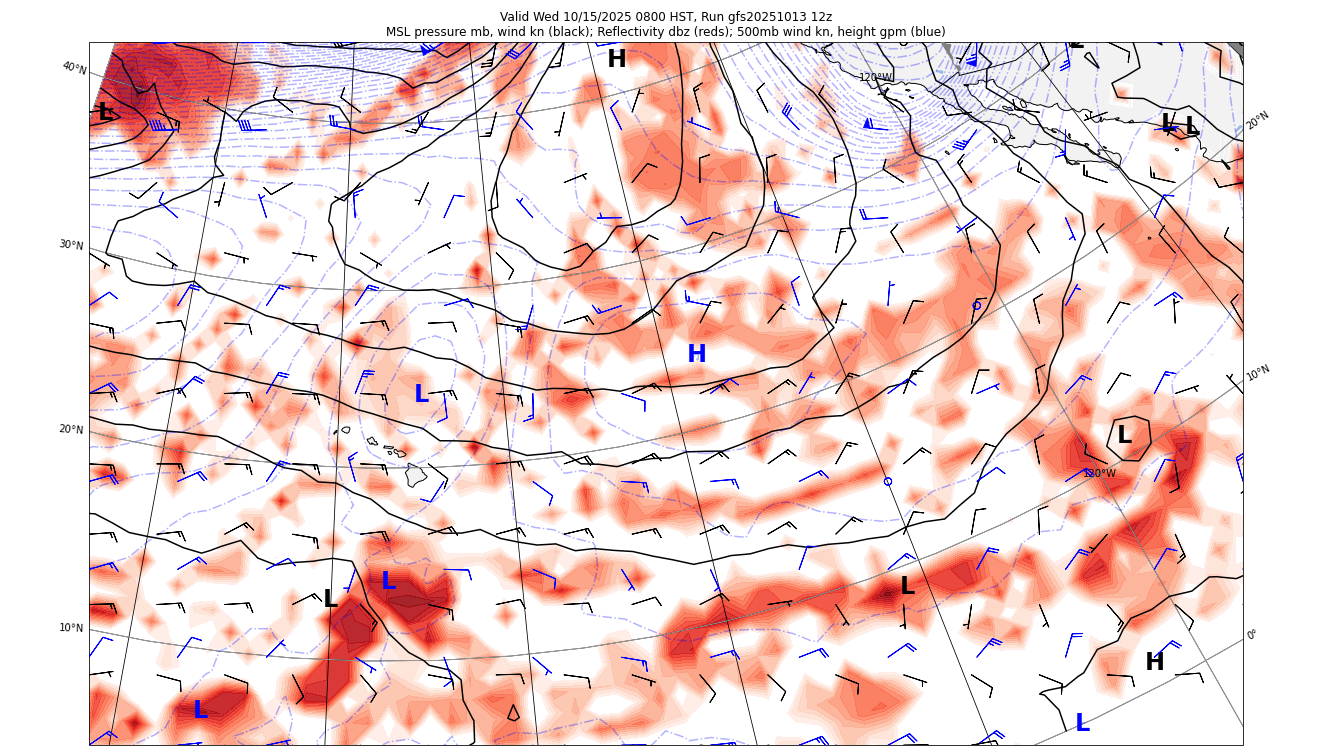 Valid Wed 10/15/2025 0800 HST, Run gfs20251013 12z
MSL pressure mb, wind kn (black); Reflectivity dbz (reds); 500mb wind kn, height gpm (blue)
H
L
40°N
120°W
L
L
L
20°N
30°N
H
L
10°N
20°N
L
120°W
L
L
L
10°N
0°
H
L
L